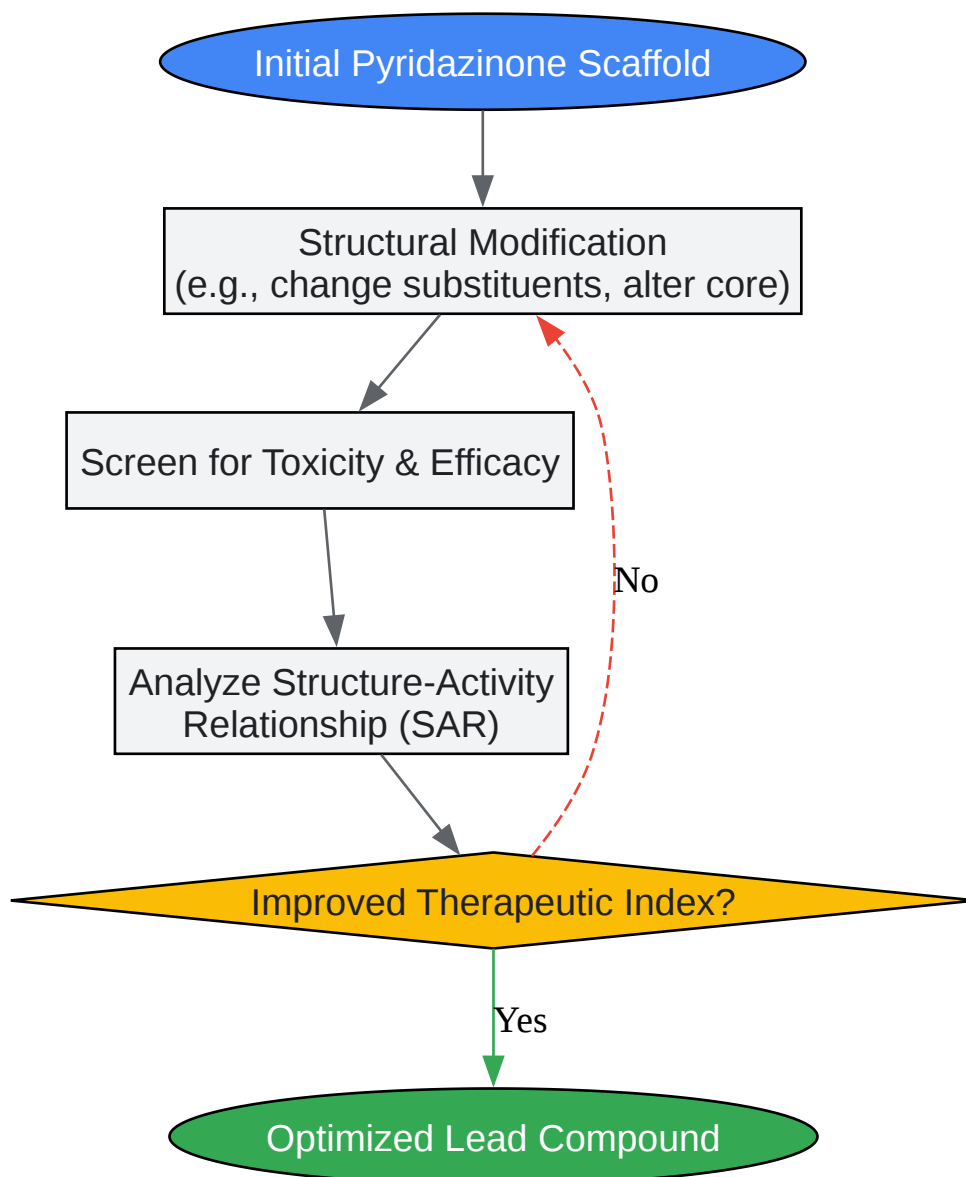 Initial Pyridazinone Scaffold
Structural Modification
(e.g., change substituents, alter core)
Screen for Toxicity & Efficacy
No
Analyze Structure-Activity
Relationship (SAR)
Improved Therapeutic Index?
Yes
Optimized Lead Compound